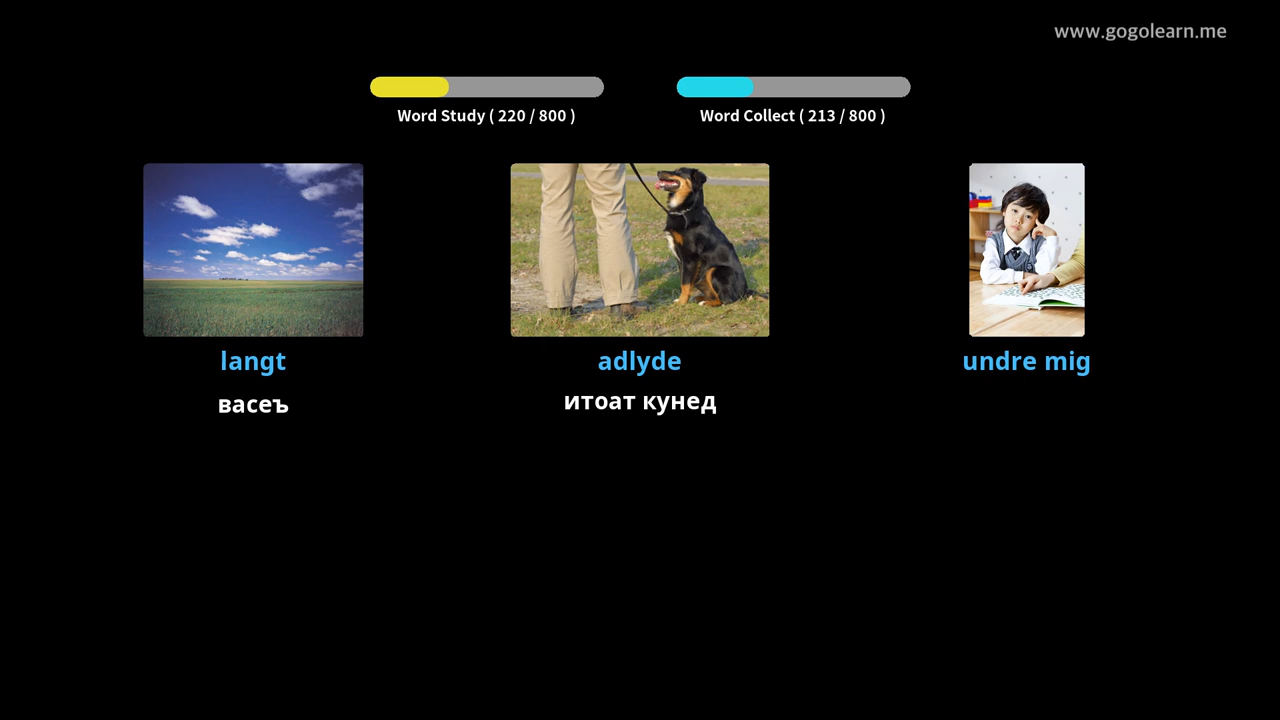 www.gogolearn.me
Word Study ( 220 / 800 )
Word Collect ( 213 / 800 )
langt
adlyde
undre mig
васеъ
итоат кунед